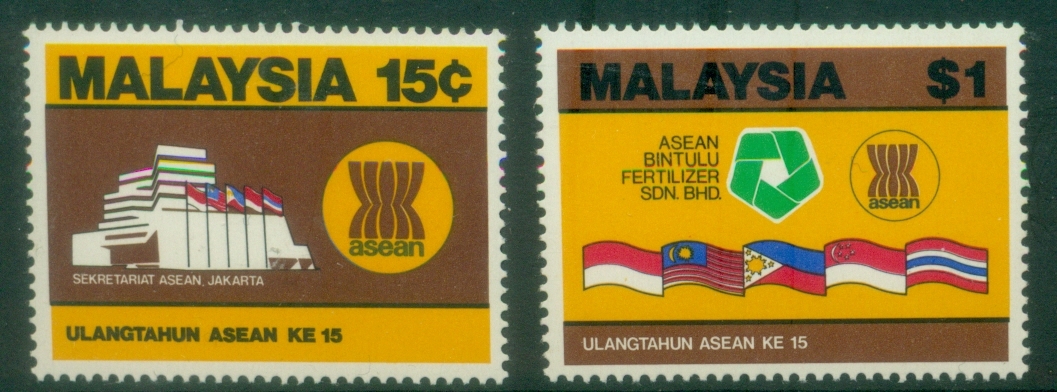 MALAYSIA 15¢
asean
SEKRETARIAT ASEAN, JAKARTA
ULANGTAHUN ASEAN KE 15
MALAYSIA $1
ASEAN
BINTULU
FERTILIZER
SDN. BHD.
asean
ULANGTAHUN ASEAN KE 15